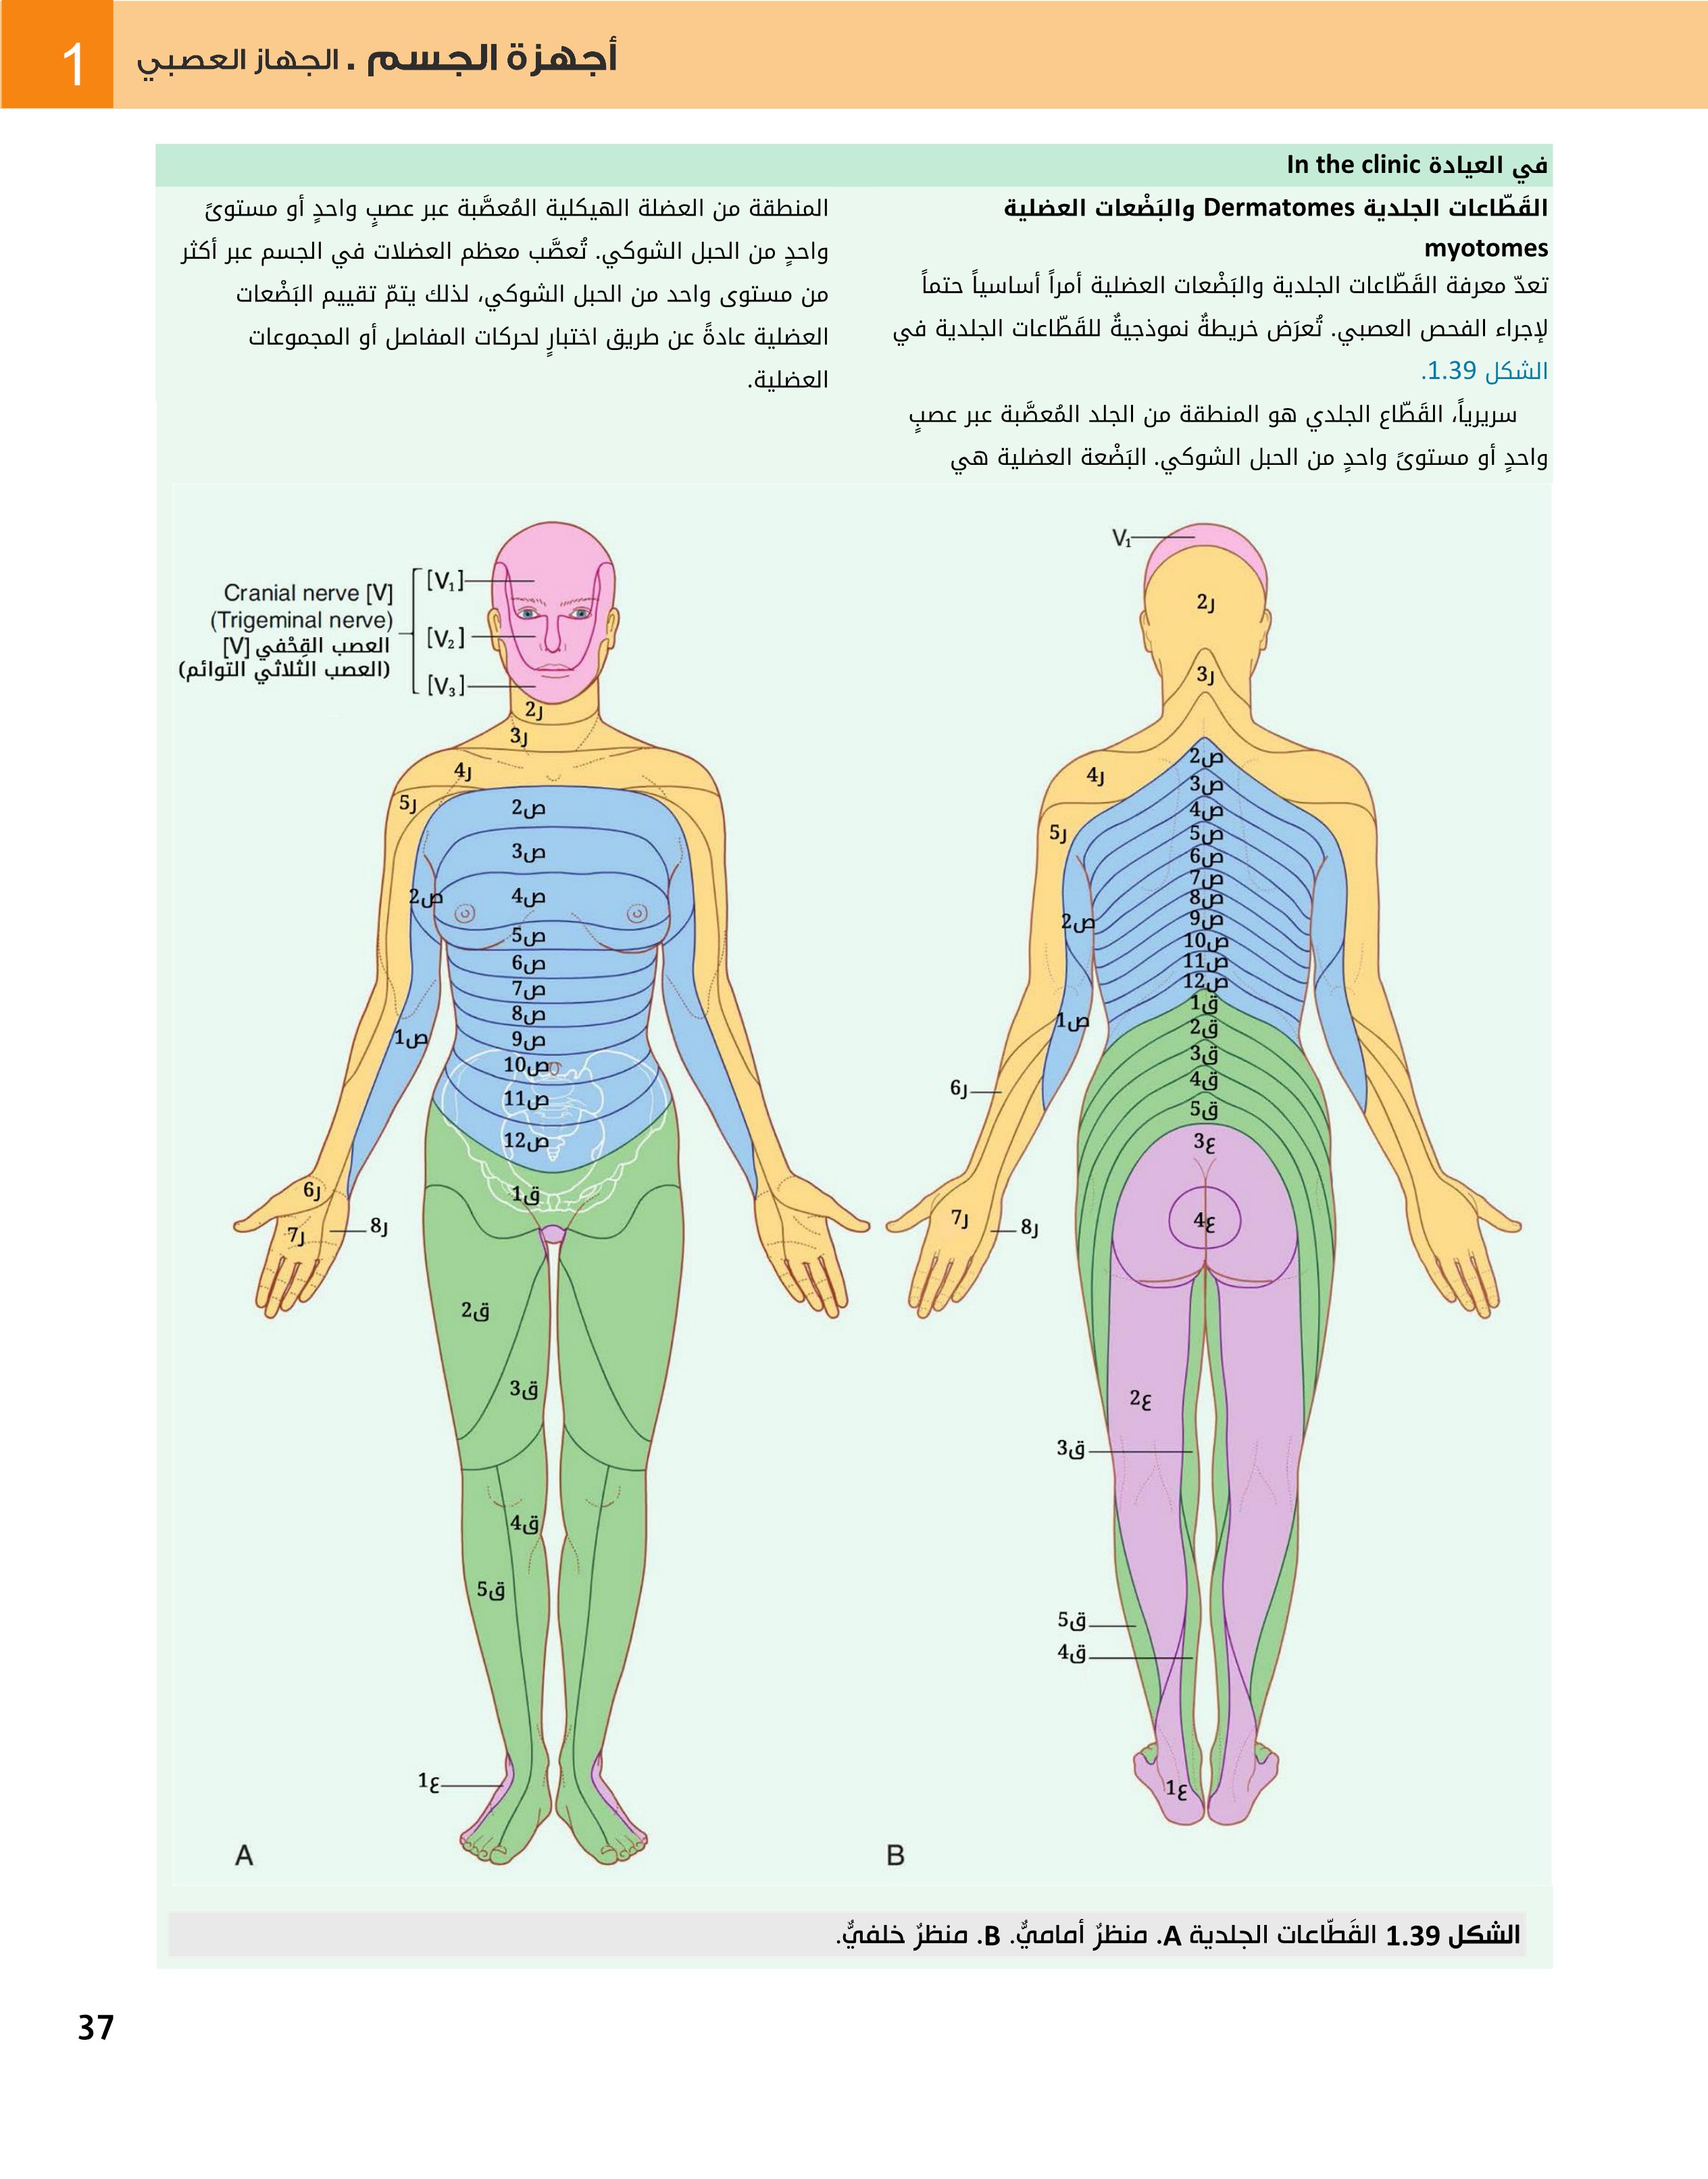 أجهزة الجسم . الجهاز العصبي
1
في العيادة In the clinic
القَطّاعات الجلدية Dermatomes والبَضْعات العضلية
myotomes
تعدّ معرفة القَطّاعات الجلدية والبَضْعات العضلية أمراً أساسياً حتماً
لإجراء الفحص العصبي. تُعرَض خريطةٌ نموذجيةٌ للقَطّاعات الجلدية في
الشكل 1.39.
سريرياً، القَطّاع الجلدي هو المنطقة من الجلد المُعصَّبة عبر عصبٍ
واحدٍ أو مستوىً واحدٍ من الحبل الشوكي. البَضْعة العضلية هي
المنطقة من العضلة الهيكلية المُعصَّبة عبر عصبٍ واحدٍ أو مستوىً
واحدٍ من الحبل الشوكي. تُعصَّب معظم العضلات في الجسم عبر أكثر
من مستوى واحد من الحبل الشوكي، لذلك يتمّ تقييم البَضْعات
العضلية عادةً عن طريق اختبارٍ لحركات المفاصل أو المجموعات
العضلية.
Cranial nerve [V]
(Trigeminal nerve)
العصب القِحْفي [V]
(العصب الثلاثي التوائم)
[V₁]
[V₂]
[V₃]
ر2
ر3
ر4
ر5
ص2
ص3
ص2
ص4
ص5
ص6
ص7
ص8
ص9
ص1
ص10
ص11
ص12
ر6
ق1
ر7
ر8
ق2
ق3
ق4
ق5
ع1
A
V₁
ر2
ر3
ر4
ر5
ص2
ص3
ص4
ص5
ص6
ص7
ص8
ص9
ص2
ص10
ص11
ص12
ق1
ص1
ق2
ق3
ق4
ر6
ق5
ع3
ر7
ر8
ع4
ع2
ق3
ق5
ق4
ع1
B
الشكل 1.39 القَطّاعات الجلدية A. منظرٌ أماميٌّ. B. منظرٌ خلفيٌّ.
37